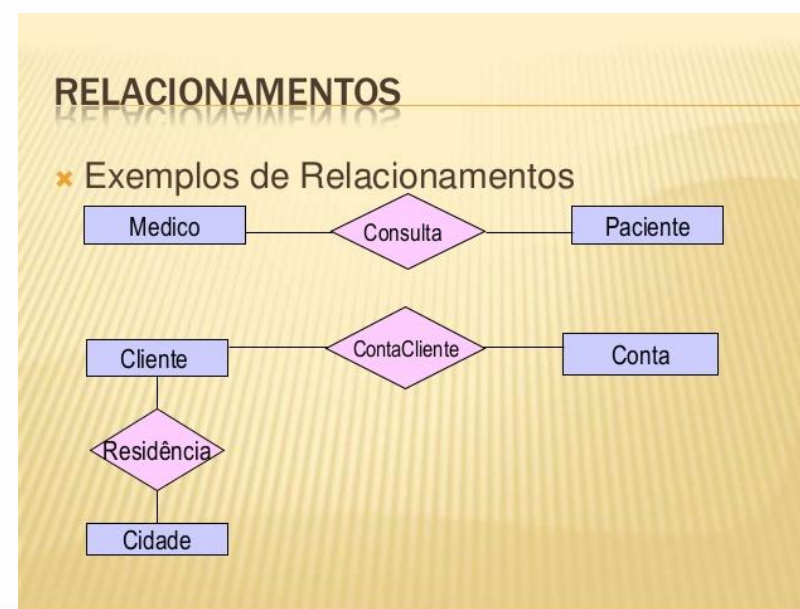 RELACIONAMENTOS
Exemplos de Relacionamentos
Medico
Consulta
Paciente
Cliente
ContaCliente
Conta
Residência
Cidade